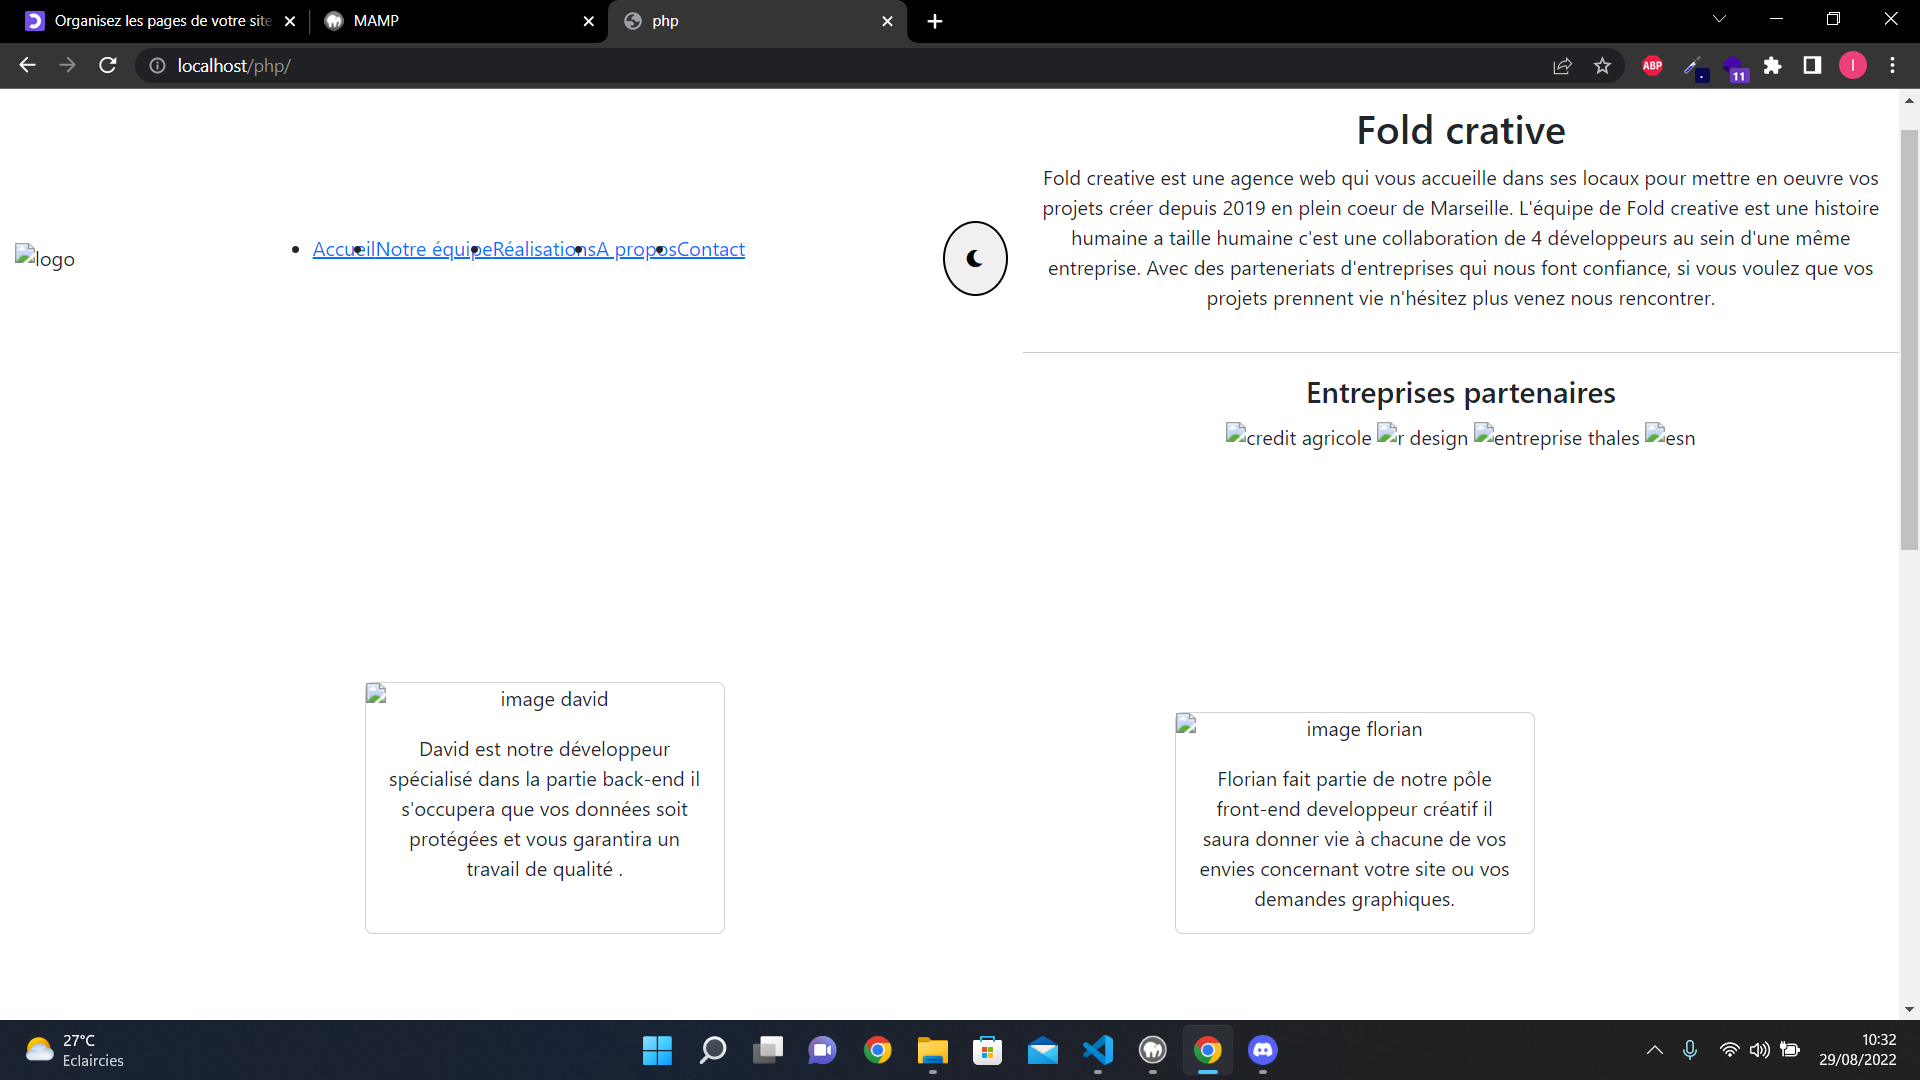 Organisez les pages de votre site
MAMP
php
localhost/php/
ABP
11
I
logo
AccueilNotre équipeRéalisationsA proposContact
Fold crative
Fold creative est une agence web qui vous accueille dans ses locaux pour mettre en oeuvre vos
projets créer depuis 2019 en plein coeur de Marseille. L'équipe de Fold creative est une histoire
humaine a taille humaine c'est une collaboration de 4 développeurs au sein d'une même
entreprise. Avec des parteneriats d'entreprises qui nous font confiance, si vous voulez que vos
projets prennent vie n'hésitez plus venez nous rencontrer.
Entreprises partenaires
credit agricole r design entreprise thales esn
image david
David est notre développeur
spécialisé dans la partie back-end il
s'occupera que vos données soit
protégées et vous garantira un
travail de qualité .
image florian
Florian fait partie de notre pôle
front-end developpeur créatif il
saura donner vie à chacune de vos
envies concernant votre site ou vos
demandes graphiques.
27°C
Eclaircies
10:32
29/08/2022